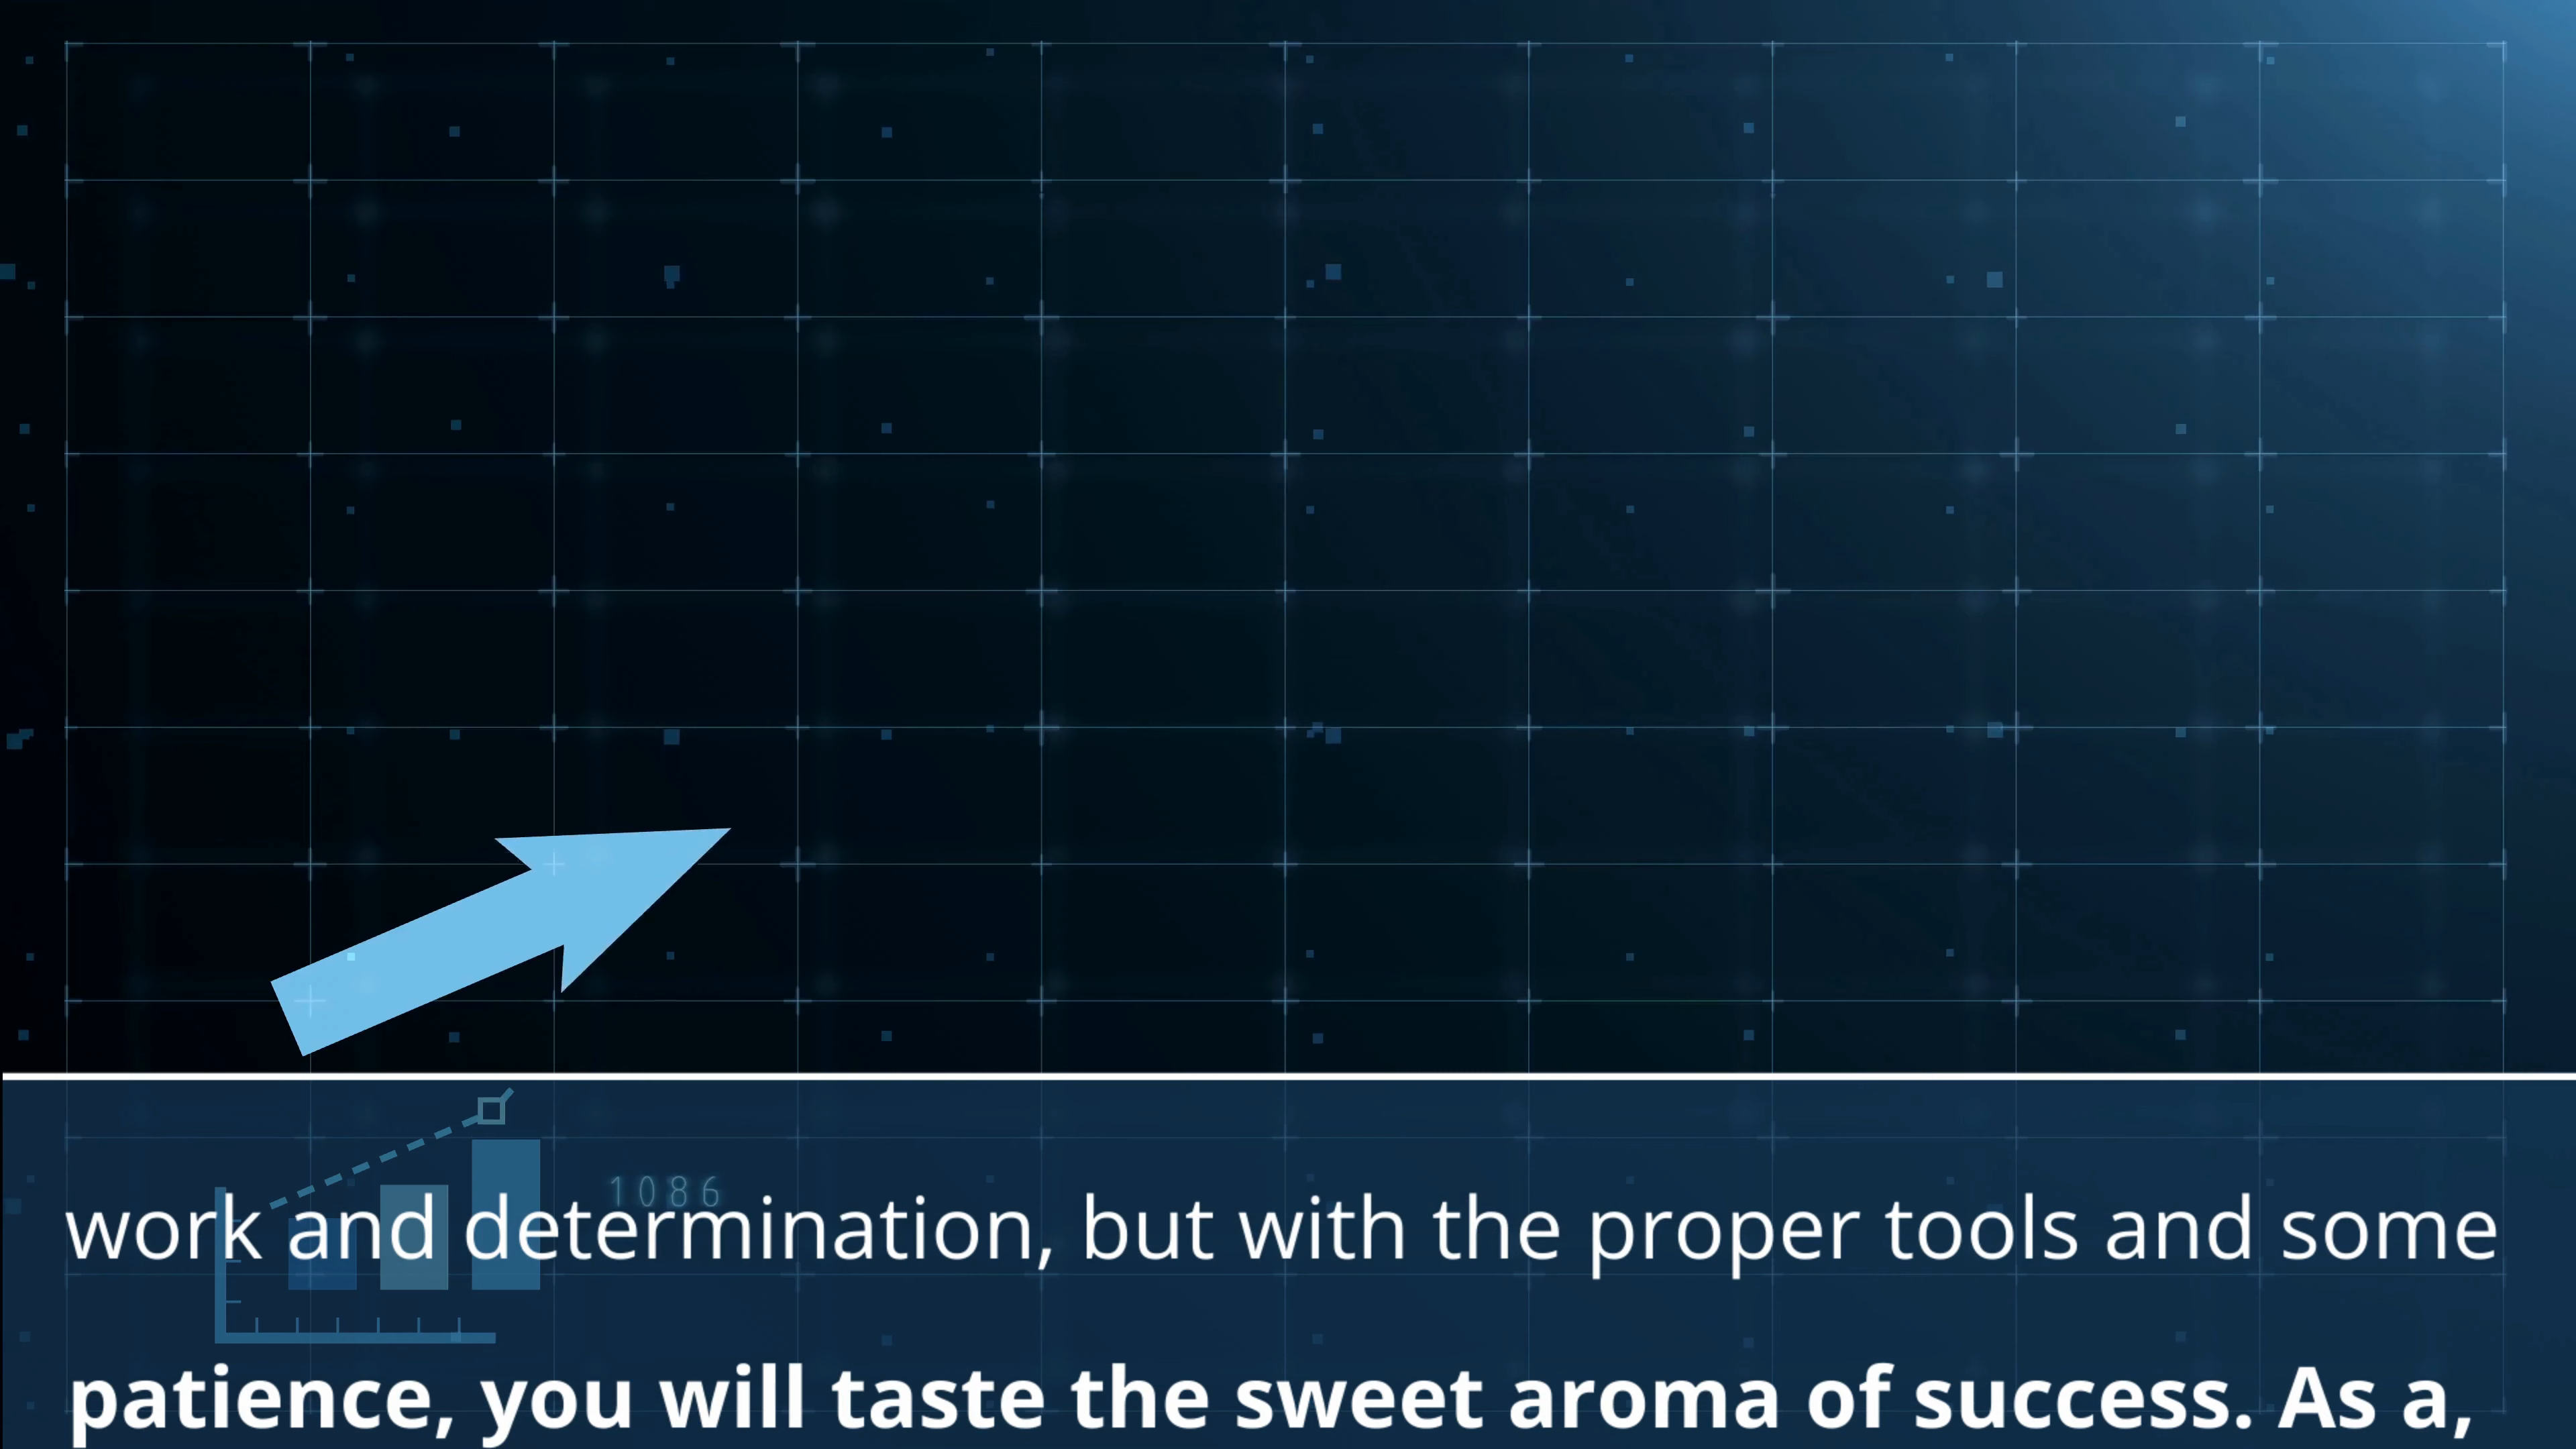 1086
work and determination, but with the proper tools and some
patience, you will taste the sweet aroma of success. As a,